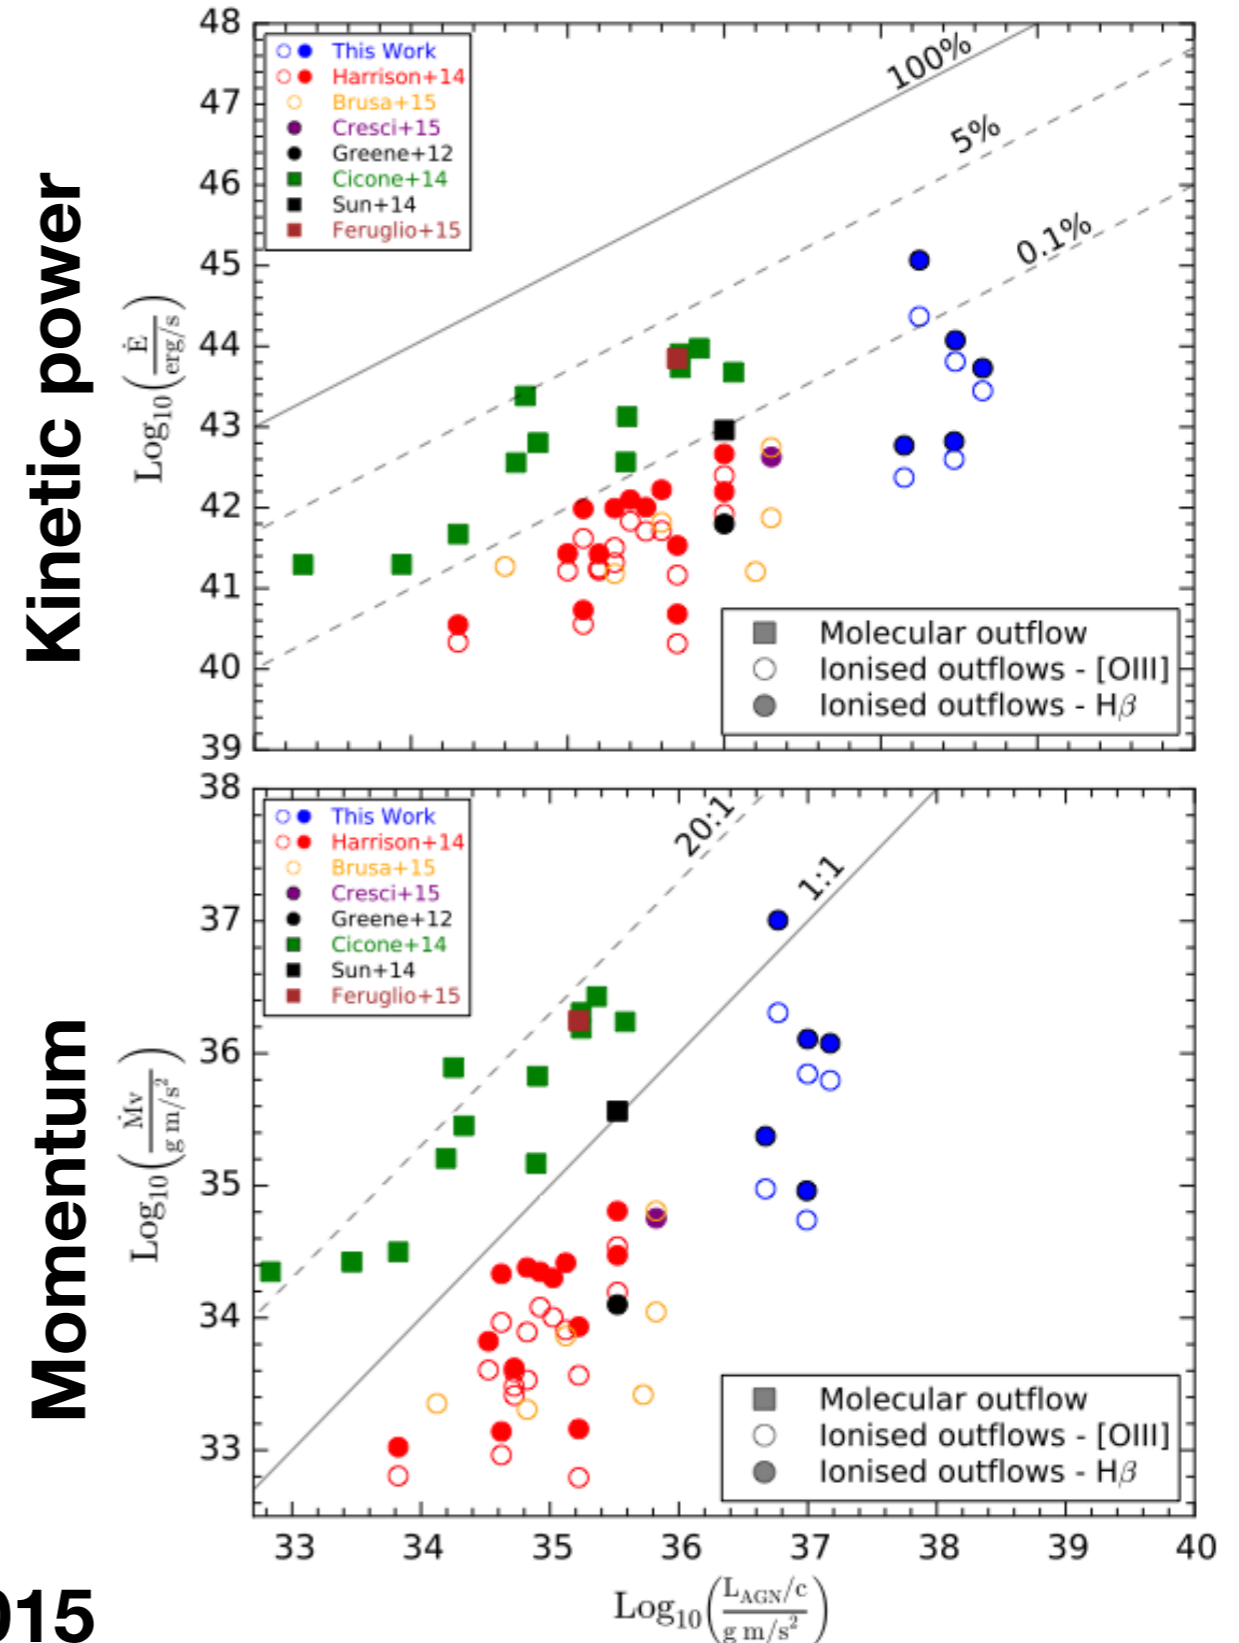 Kinetic power
Log10(Ė / erg/s)
48
47
46
45
44
43
42
41
40
39
This Work
Harrison+14
Brusa+15
Cresci+15
Greene+12
Cicone+14
Sun+14
Feruglio+15
100%
5%
0.1%
Molecular outflow
Ionised outflows - [OIII]
Ionised outflows - Hβ
Momentum
Log10(Ṁv / g m/s²)
38
37
36
35
34
33
This Work
Harrison+14
Brusa+15
Cresci+15
Greene+12
Cicone+14
Sun+14
Feruglio+15
20:1
1:1
Molecular outflow
Ionised outflows - [OIII]
Ionised outflows - Hβ
33 34 35 36 37 38 39 40
Log10(LAGN/c / g m/s²)
015